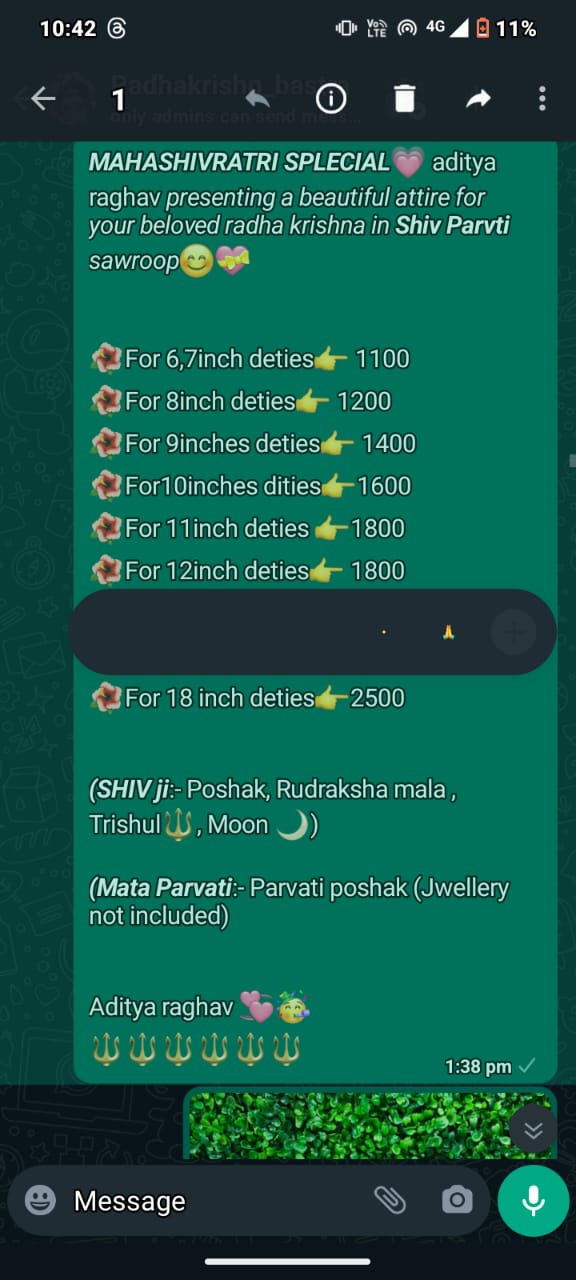 10:42
Vo LTE
4G
11%
1
Radhakrishn_bas
only admins can send mess...
MAHASHIVRATRI SPLECIAL💗 aditya
raghav presenting a beautiful attire for
your beloved radha krishna in Shiv Parvti
sawroop😊💝
🌺For 6,7inch deties👉 1100
🌺For 8inch deties👉 1200
🌺For 9inches deties👉 1400
🌺For10inches dities👉1600
🌺For 11inch deties 👉1800
🌺For 12inch deties👉 1800
🌺For 18 inch deties👉2500
(SHIV ji:- Poshak, Rudraksha mala ,
Trishul🔱, Moon 🌙)
(Mata Parvati:- Parvati poshak (Jwellery
not included)
Aditya raghav 💞🥳
🔱🔱🔱🔱🔱🔱
1:38 pm
Message